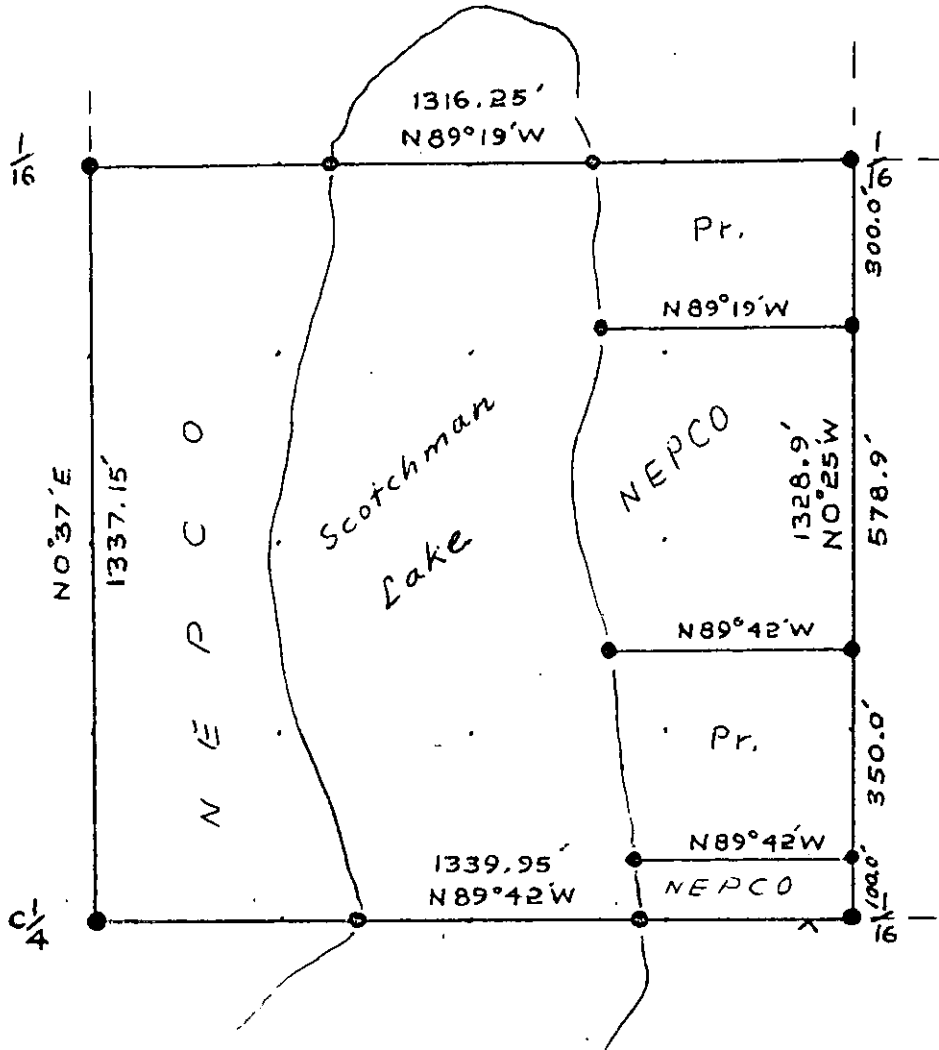 1316.25'
N89°19'W
1/16
1/16
300.0'
Pr.
N89°19'W
Scotchman
Lake
NEPCO
N0°37'E
1337.15'
NEPCO
1328.9'
N0°25'W
578.9'
N89°42'W
Pr.
350.0'
N89°42'W
1339.95'
N89°42'W
NEPCO
100.0'
C1/4
1/16